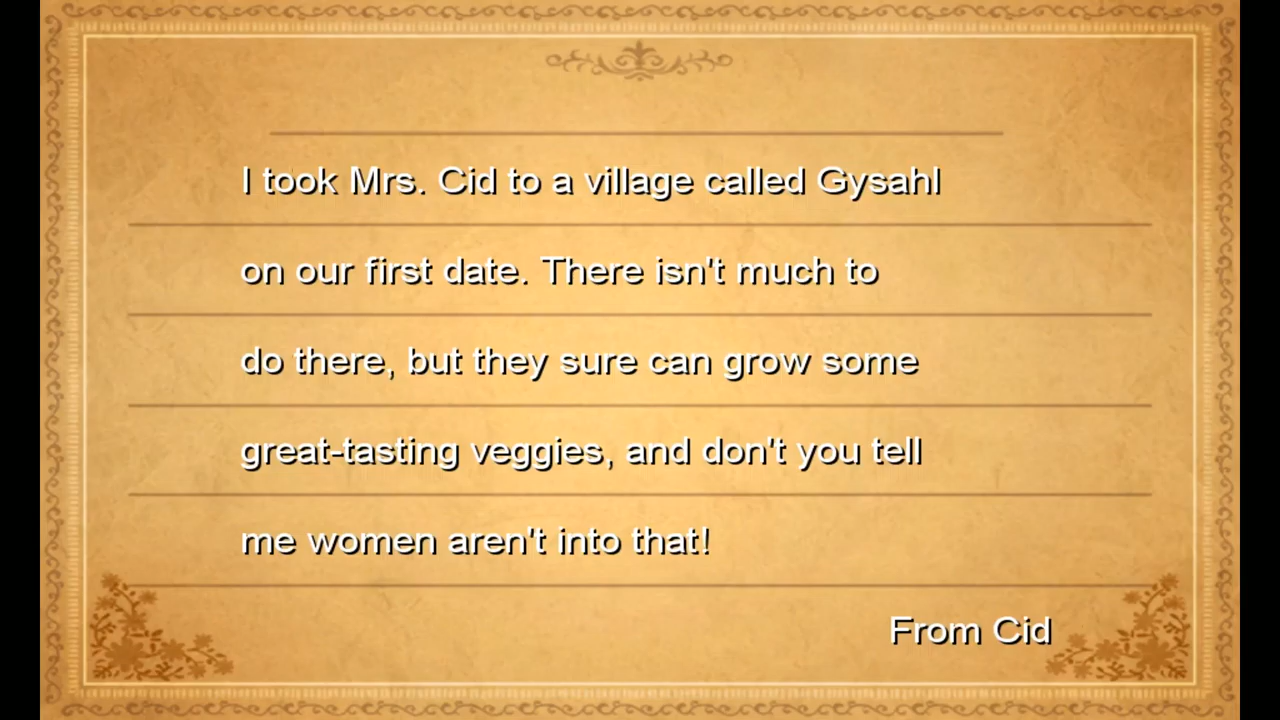 I took Mrs. Cid to a village called Gysahl
on our first date. There isn't much to
do there, but they sure can grow some
great-tasting veggies, and don't you tell
me women aren't into that!
From Cid